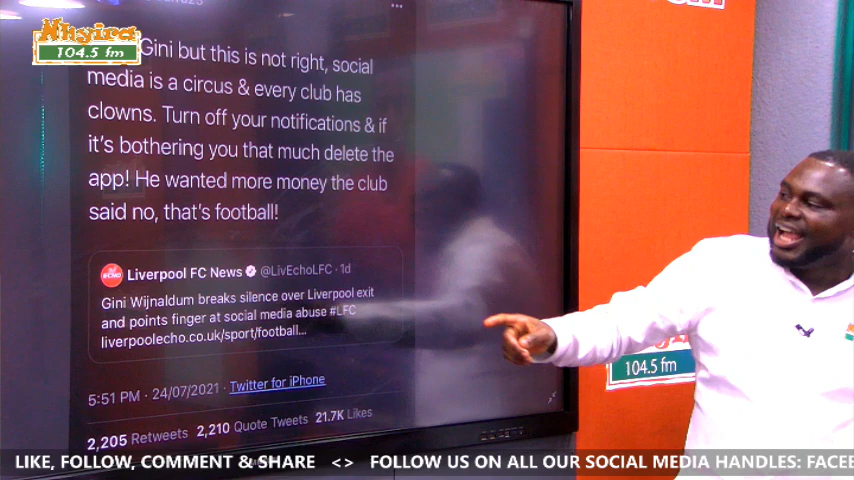 Nhyira
104.5 fm
Gini but this is not right, social
media is a circus & every club has
clowns. Turn off your notifications & if
it's bothering you that much delete the
app! He wanted more money the club
said no, that's football!
Liverpool FC News @LivEchoLFC · 1d
Gini Wijnaldum breaks silence over Liverpool exit
and points finger at social media abuse #LFC
liverpoolecho.co.uk/sport/football...
5:51 PM · 24/07/2021 · Twitter for iPhone
2,205 Retweets 2,210 Quote Tweets 21.7K Likes
104.5 fm
LIKE, FOLLOW, COMMENT & SHARE <> FOLLOW US ON ALL OUR SOCIAL MEDIA HANDLES: FACEB